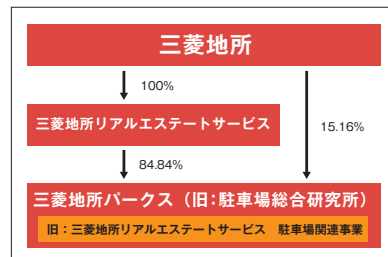 三菱地所
100%
三菱地所リアルエステートサービス
15.16%
84.84%
三菱地所パークス（旧：駐車場総合研究所）
旧：三菱地所リアルエステートサービス　駐車場関連事業